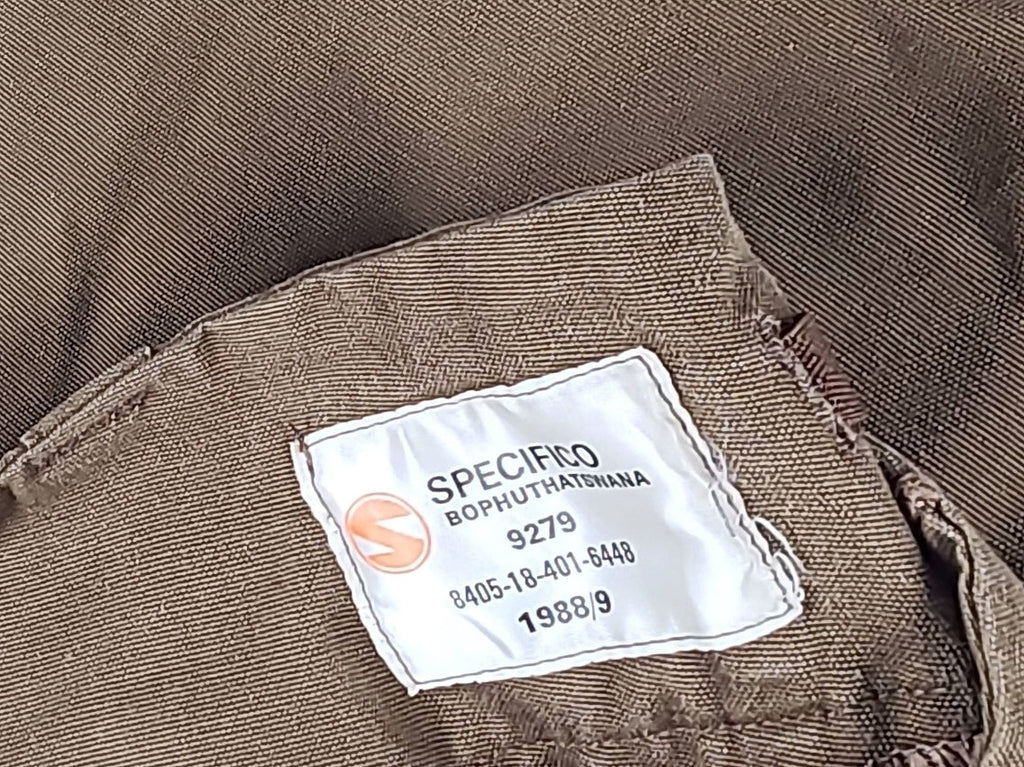 SPECIFICO
BOPHUTHATSWANA
9279
8405-18-401-6448
1988/9